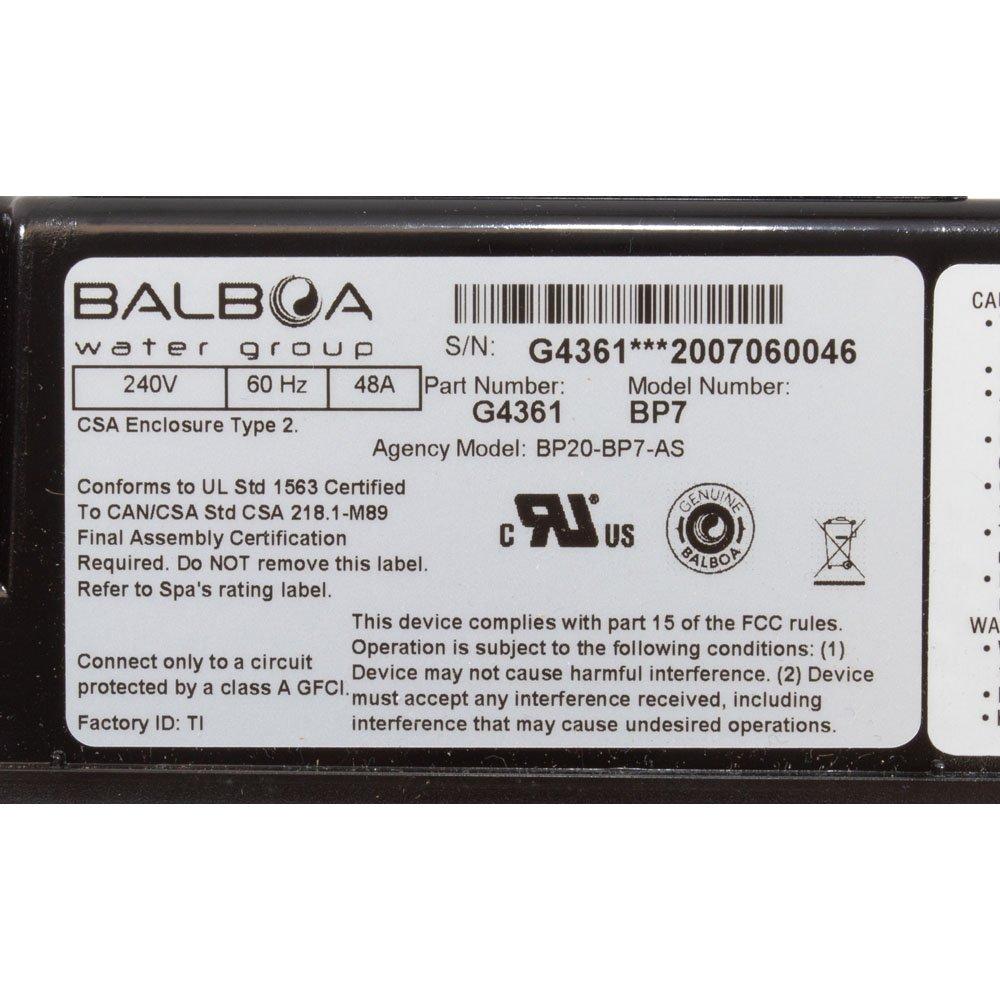 BALBOA
water group
S/N: G4361***2007060046
240V 60 Hz 48A
Part Number: Model Number:
G4361 BP7
CSA Enclosure Type 2.
Agency Model: BP20-BP7-AS
Conforms to UL Std 1563 Certified
To CAN/CSA Std CSA 218.1-M89
Final Assembly Certification
Required. Do NOT remove this label.
Refer to Spa's rating label.
C RU® US
GENUINE
BALBOA
Connect only to a circuit
protected by a class A GFCI.
Factory ID: TI
This device complies with part 15 of the FCC rules.
Operation is subject to the following conditions: (1)
Device may not cause harmful interference. (2) Device
must accept any interference received, including
interference that may cause undesired operations.